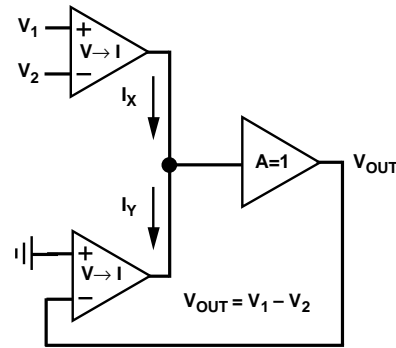 V1
+
V → I
V2
−
IX
A=1
VOUT
IY
+
V → I
−
VOUT = V1 − V2